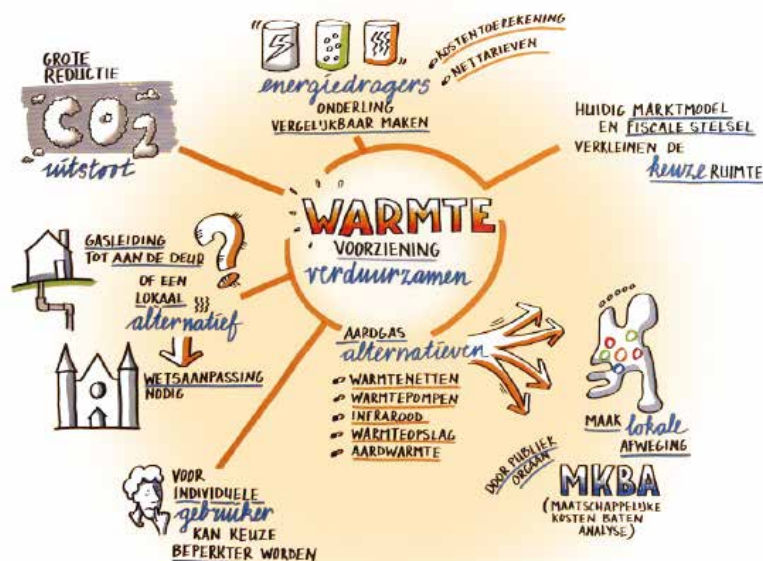 WARMTE
VOORZIENING
verduurzamen
GROTE
REDUCTIE
CO2
uitstoot
energiedragers
ONDERLING
VERGELIJKBAAR MAKEN
KOSTENTOEREKENING
NETTARIEVEN
HUIDIG MARKTMODEL
EN FISCALE STELSEL
VERKLEINEN DE
keuze RUIMTE
GASLEIDING
TOT AAN DE DEUR
?
OF EEN
LOKAAL
alternatief
WETSAANPASSING
NODIG
VOOR
INDIVIDUELE
gebruiker
KAN KEUZE
BEPERKTER WORDEN
AARDGAS
alternatieven
WARMTENETTEN
WARMTEPOMPEN
INFRAROOD
WARMTEOPSLAG
AARDWARMTE
MAAK lokale
AFWEGING
DOOR PUBLIEK
ORGAAN
MKBA
(MAATSCHAPPELIJKE
KOSTEN BATEN
ANALYSE)